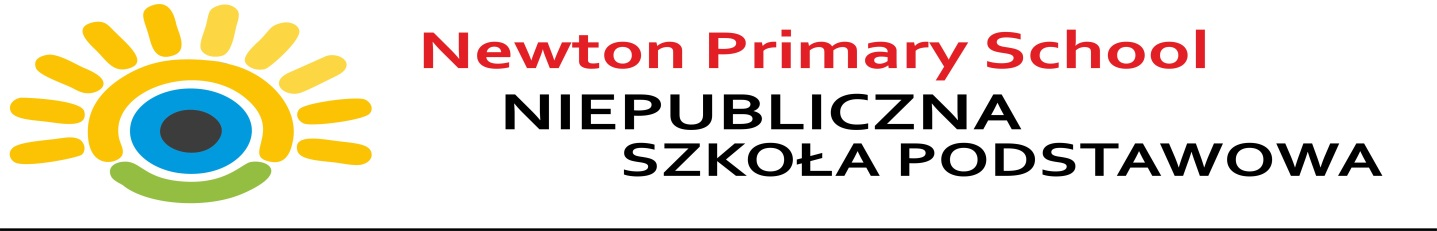 Newton Primary School
NIEPUBLICZNA
SZKOŁA PODSTAWOWA